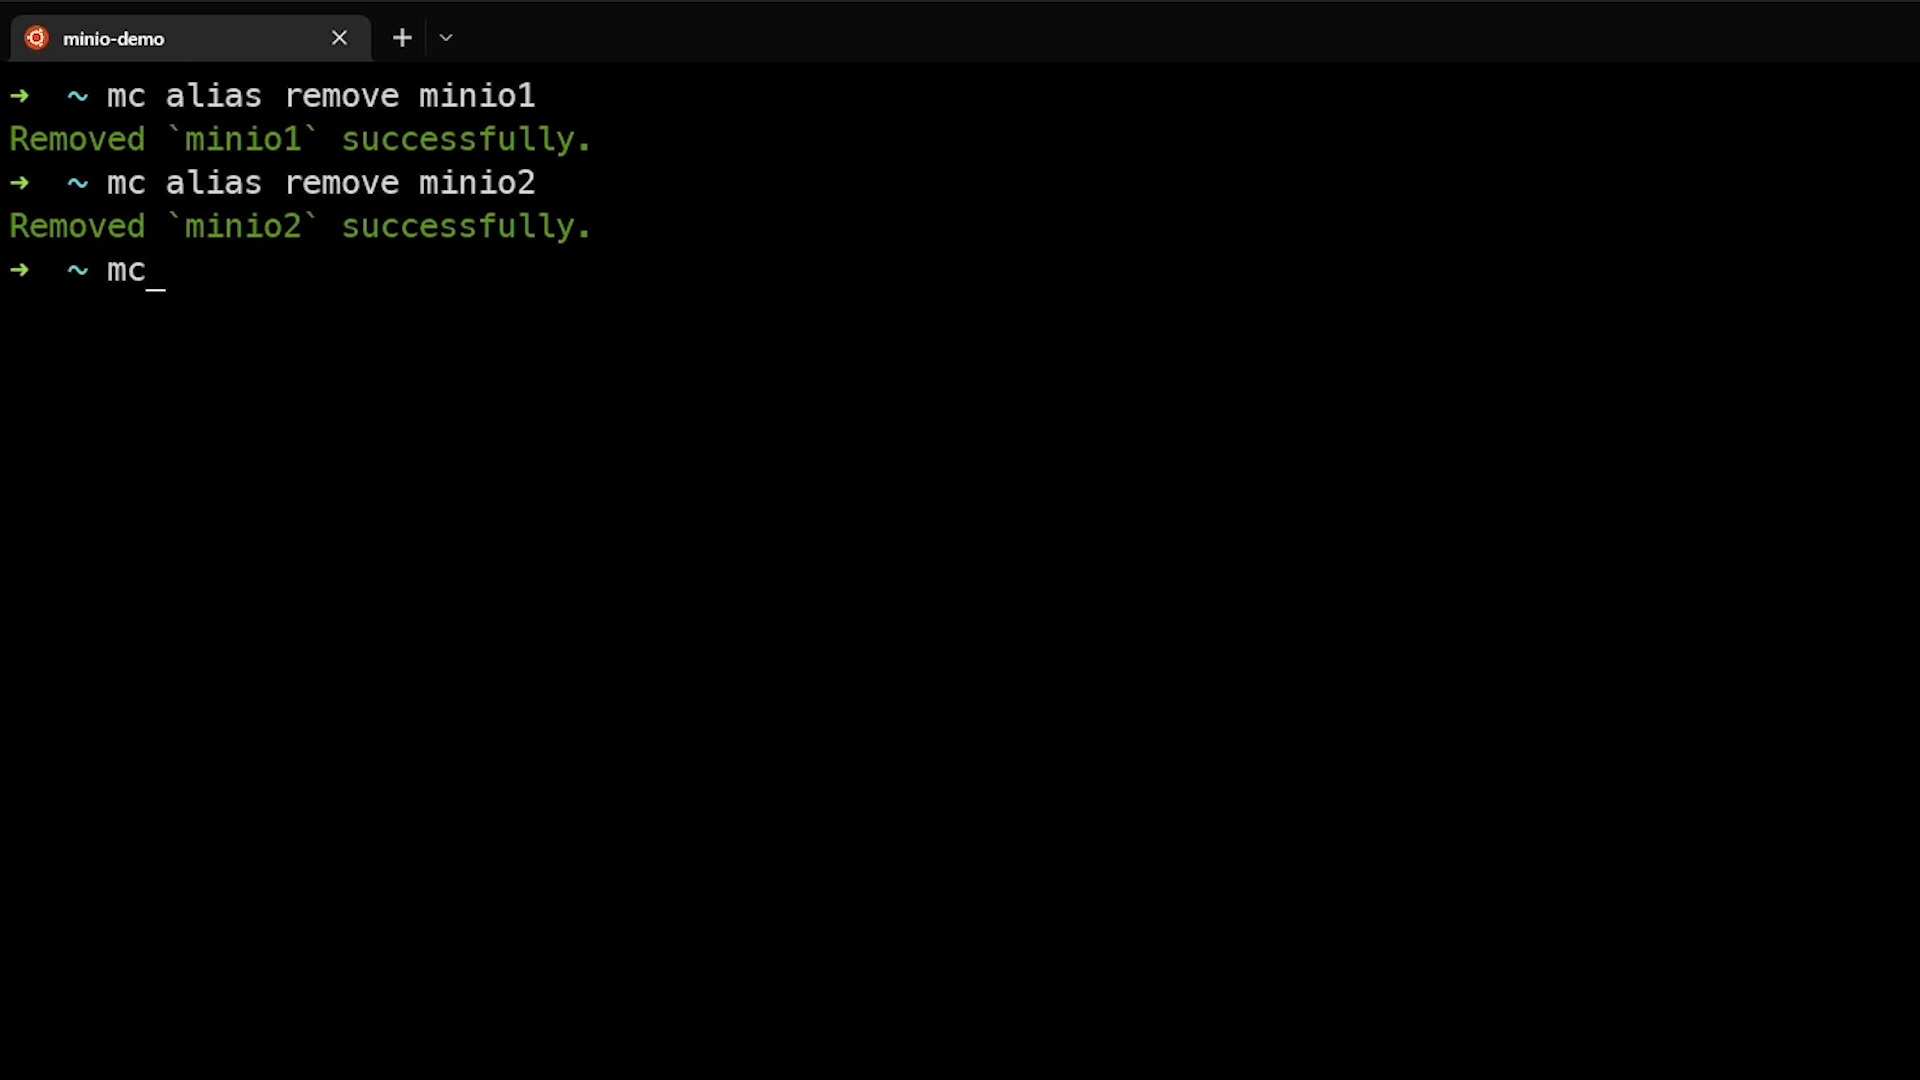 minio-demo
➜ ~ mc alias remove minio1
Removed `minio1` successfully.
➜ ~ mc alias remove minio2
Removed `minio2` successfully.
➜ ~ mc_